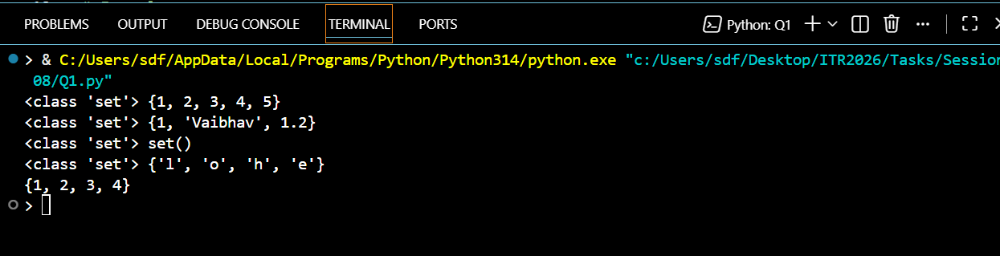 PROBLEMS OUTPUT DEBUG CONSOLE TERMINAL PORTS Python: Q1
> & C:/Users/sdf/AppData/Local/Programs/Python/Python314/python.exe "c:/Users/sdf/Desktop/ITR2026/Tasks/Session
08/Q1.py"
<class 'set'> {1, 2, 3, 4, 5}
<class 'set'> {1, 'Vaibhav', 1.2}
<class 'set'> set()
<class 'set'> {'l', 'o', 'h', 'e'}
{1, 2, 3, 4}
>